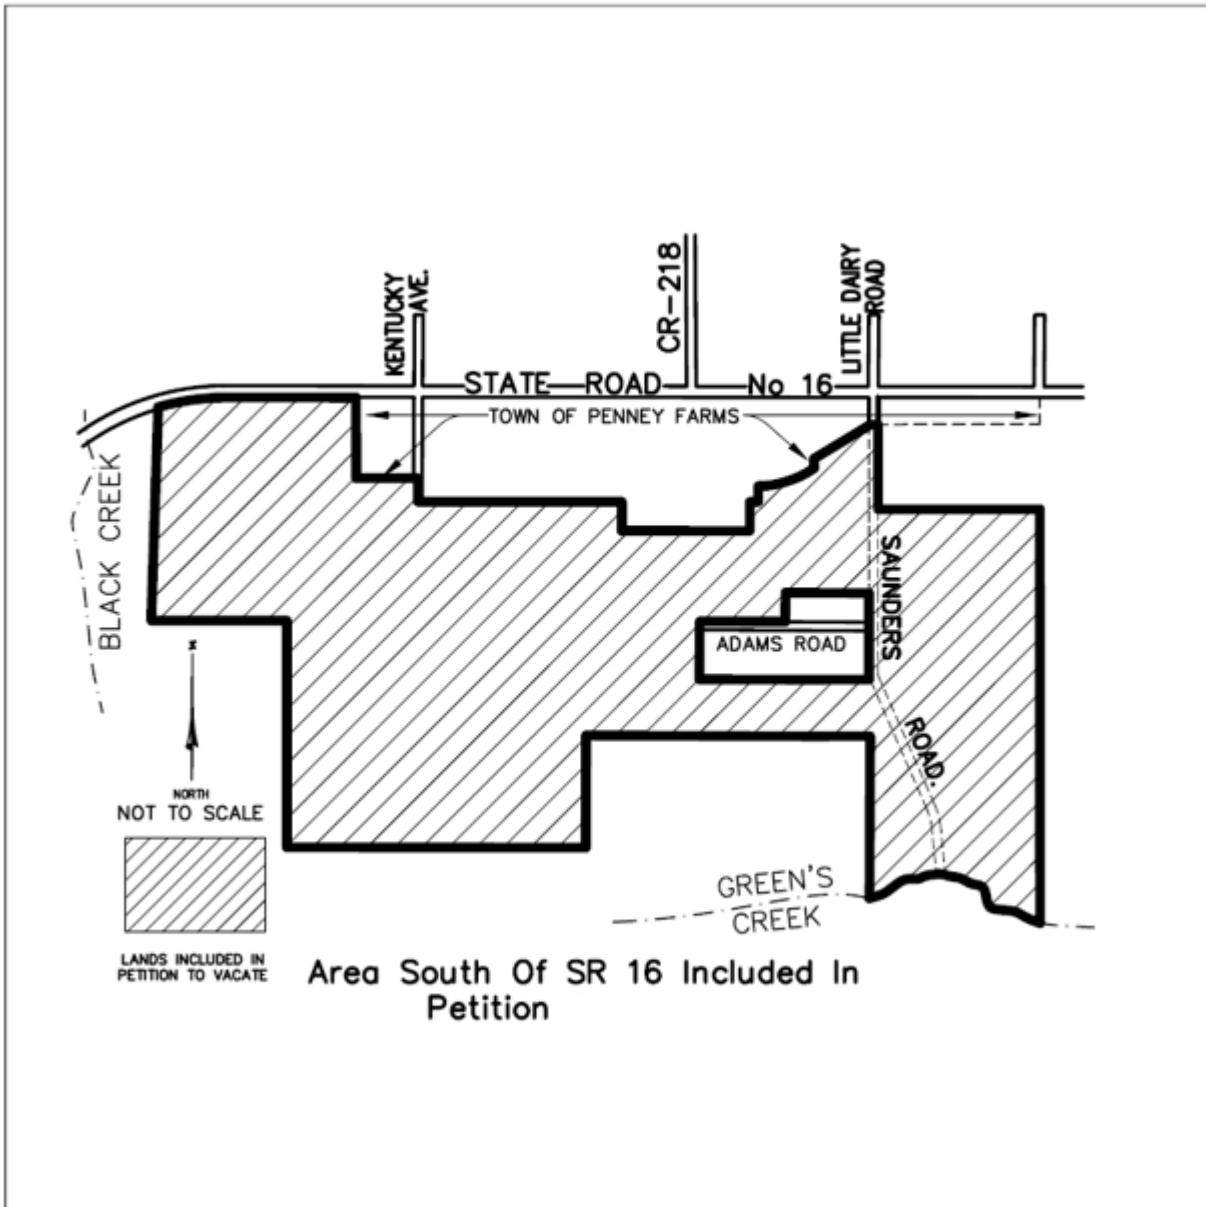 KENTUCKY
AVE.
CR-218
LITTLE DAIRY
ROAD
STATE ROAD No 16
TOWN OF PENNEY FARMS
BLACK CREEK
SAUNDERS
ROAD.
ADAMS ROAD
N
NORTH
NOT TO SCALE
GREEN'S
CREEK
LANDS INCLUDED IN
PETITION TO VACATE
Area South Of SR 16 Included In
Petition